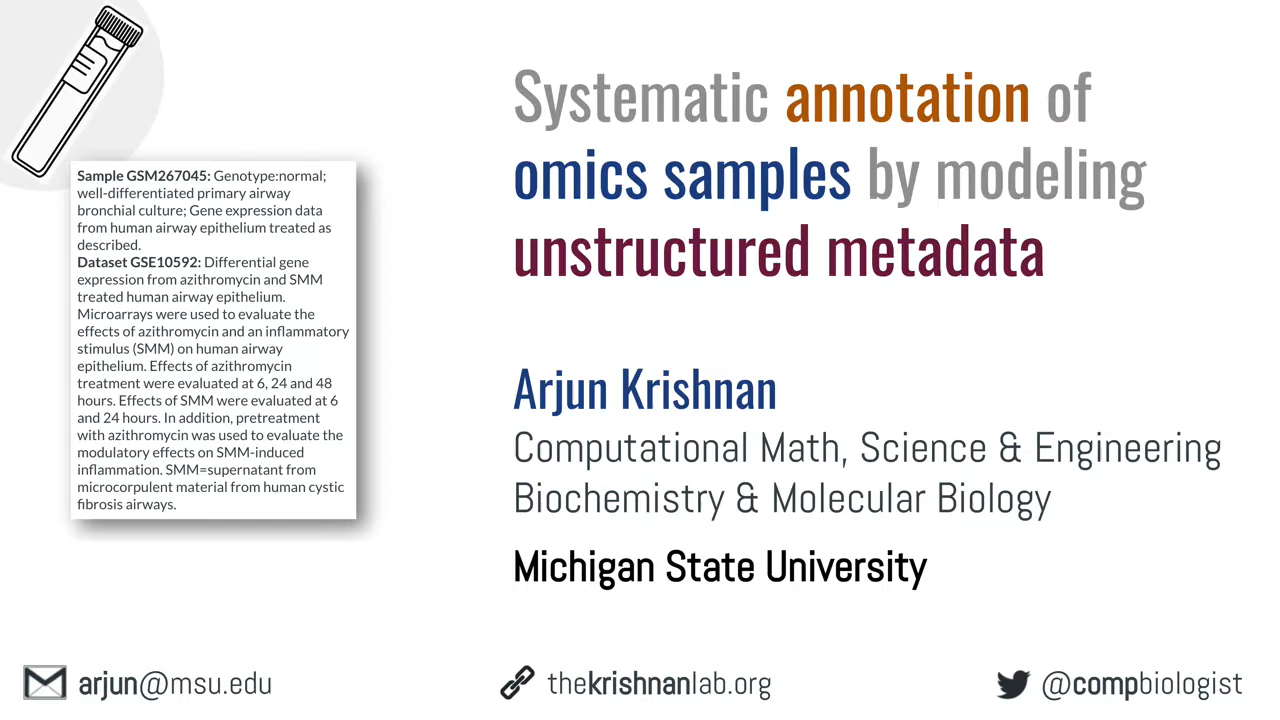 Systematic annotation of
omics samples by modeling
unstructured metadata
Sample GSM267045: Genotype:normal;
well-differentiated primary airway
bronchial culture; Gene expression data
from human airway epithelium treated as
described.
Dataset GSE10592: Differential gene
expression from azithromycin and SMM
treated human airway epithelium.
Microarrays were used to evaluate the
effects of azithromycin and an inflammatory
stimulus (SMM) on human airway
epithelium. Effects of azithromycin
treatment were evaluated at 6, 24 and 48
hours. Effects of SMM were evaluated at 6
and 24 hours. In addition, pretreatment
with azithromycin was used to evaluate the
modulatory effects on SMM-induced
inflammation. SMM=supernatant from
microcorpulent material from human cystic
fibrosis airways.
Arjun Krishnan
Computational Math, Science & Engineering
Biochemistry & Molecular Biology
Michigan State University
arjun@msu.edu
thekrishnanlab.org
@compbiologist